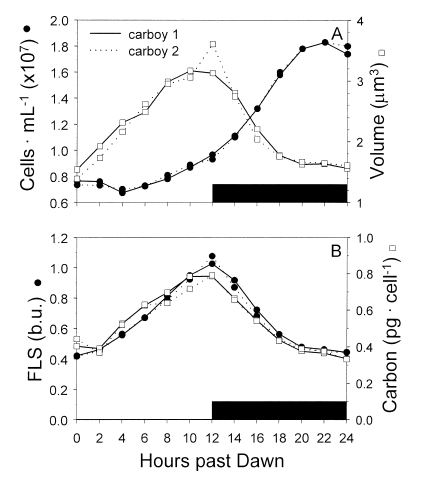 2.0
1.8
1.6
1.4
1.2
1.0
0.8
0.6
Cells · mL-1 (x10⁷) ●
carboy 1
carboy 2
A
4
3
2
1
Volume (µm³) □
1.2
1.0
0.8
0.6
0.4
0.2
0.0
FLS (b.u.) ●
B
1.0
0.8
0.6
0.4
0.2
0.0
Carbon (pg · cell-1) □
0 2 4 6 8 10 12 14 16 18 20 22 24
Hours past Dawn